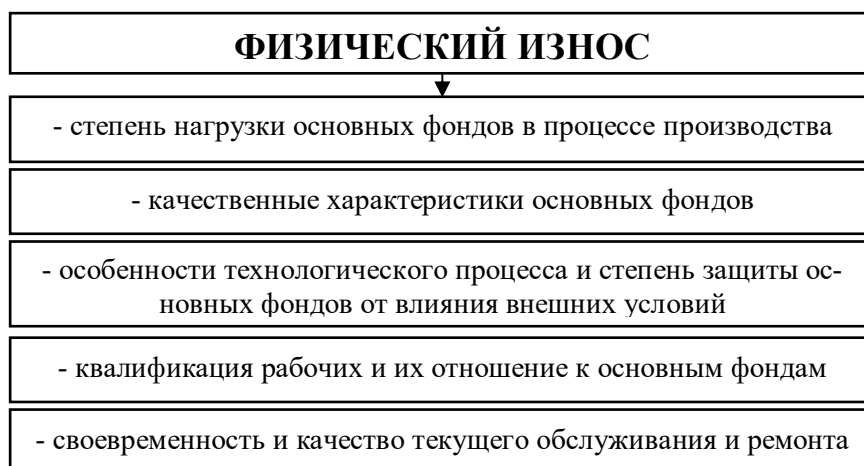 ФИЗИЧЕСКИЙ ИЗНОС
- степень нагрузки основных фондов в процессе производства
- качественные характеристики основных фондов
- особенности технологического процесса и степень защиты ос-
новных фондов от влияния внешних условий
- квалификация рабочих и их отношение к основным фондам
- своевременность и качество текущего обслуживания и ремонта